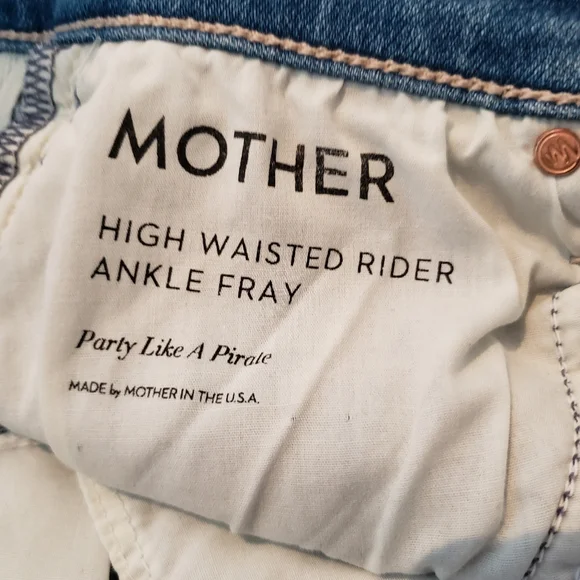 MOTHER
HIGH WAISTED RIDER
ANKLE FRAY
Party Like A Pirate
MADE by MOTHER IN THE U.S.A.
M